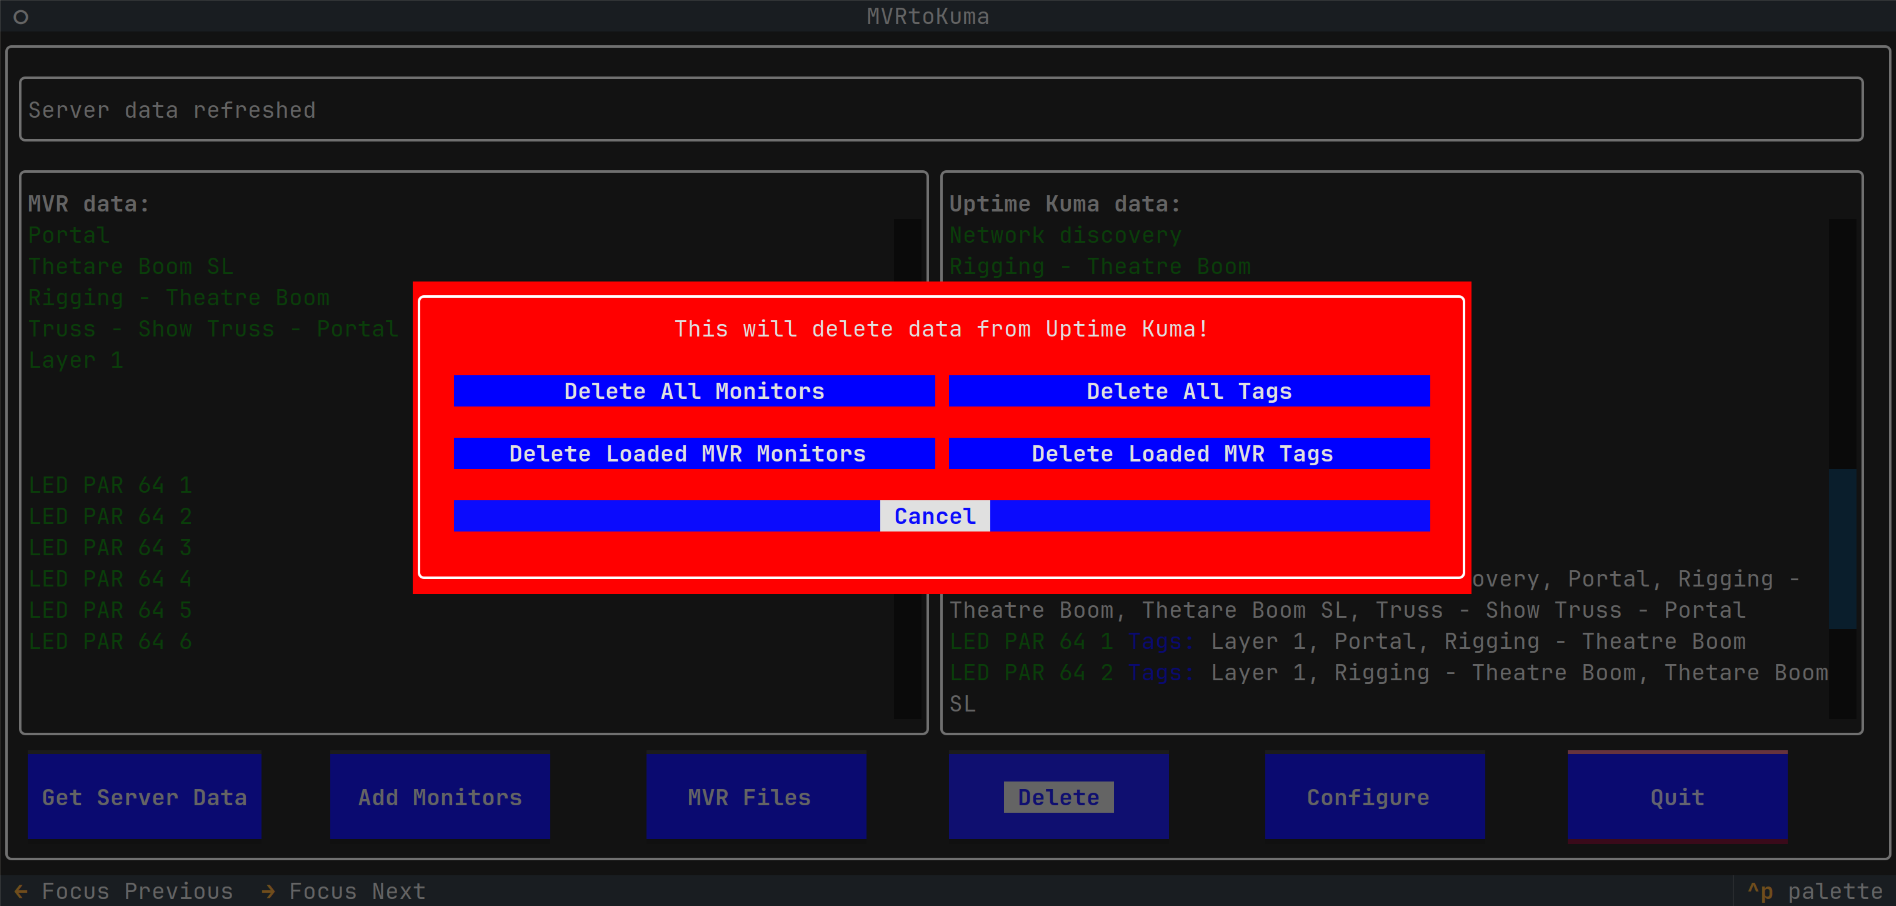 MVRtoKuma
Server data refreshed
MVR data:
Portal
Thetare Boom SL
Rigging - Theatre Boom
Truss - Show Truss - Portal
Layer 1
LED PAR 64 1
LED PAR 64 2
LED PAR 64 3
LED PAR 64 4
LED PAR 64 5
LED PAR 64 6
Uptime Kuma data:
Network discovery
Rigging - Theatre Boom
overy, Portal, Rigging -
Theatre Boom, Thetare Boom SL, Truss - Show Truss - Portal
LED PAR 64 1 Tags: Layer 1, Portal, Rigging - Theatre Boom
LED PAR 64 2 Tags: Layer 1, Rigging - Theatre Boom, Thetare Boom
SL
This will delete data from Uptime Kuma!
Delete All Monitors
Delete All Tags
Delete Loaded MVR Monitors
Delete Loaded MVR Tags
Cancel
Get Server Data
Add Monitors
MVR Files
Delete
Configure
Quit
← Focus Previous → Focus Next
^p palette